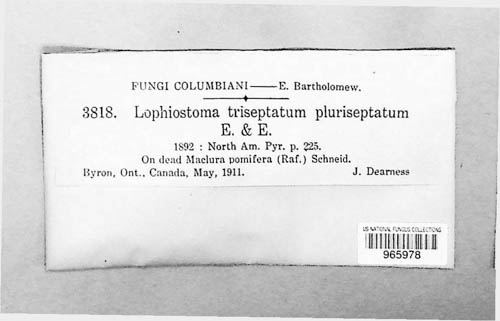 FUNGI COLUMBIANI——E. Bartholomew.
3818. Lophiostoma triseptatum pluriseptatum
E. & E.
1892 : North Am. Pyr. p. 225.
On dead Maclura pomifera (Raf.) Schneid.
Byron, Ont., Canada, May, 1911. J. Dearness
US NATIONAL FUNGUS COLLECTIONS
965978